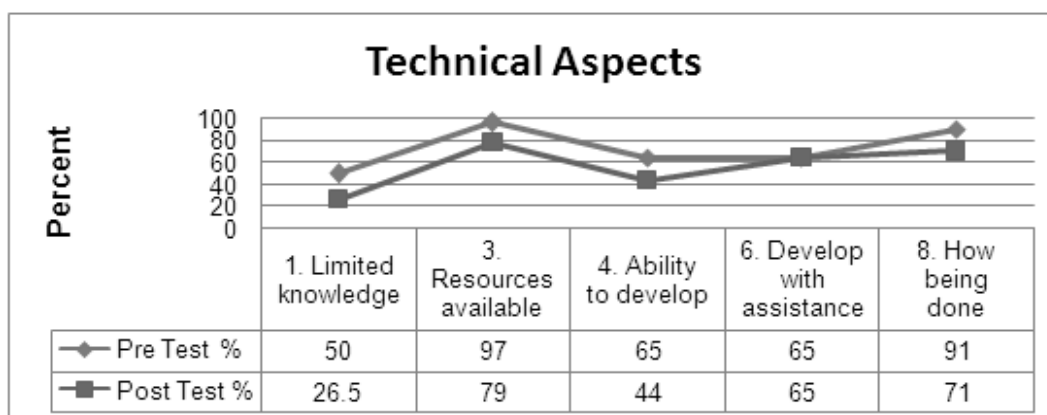 Technical Aspects
Percent
100
80
60
40
20
0
1. Limited
knowledge
3.
Resources
available
4. Ability
to develop
6. Develop
with
assistance
8. How
being
done
Pre Test % 50 97 65 65 91
Post Test % 26.5 79 44 65 71